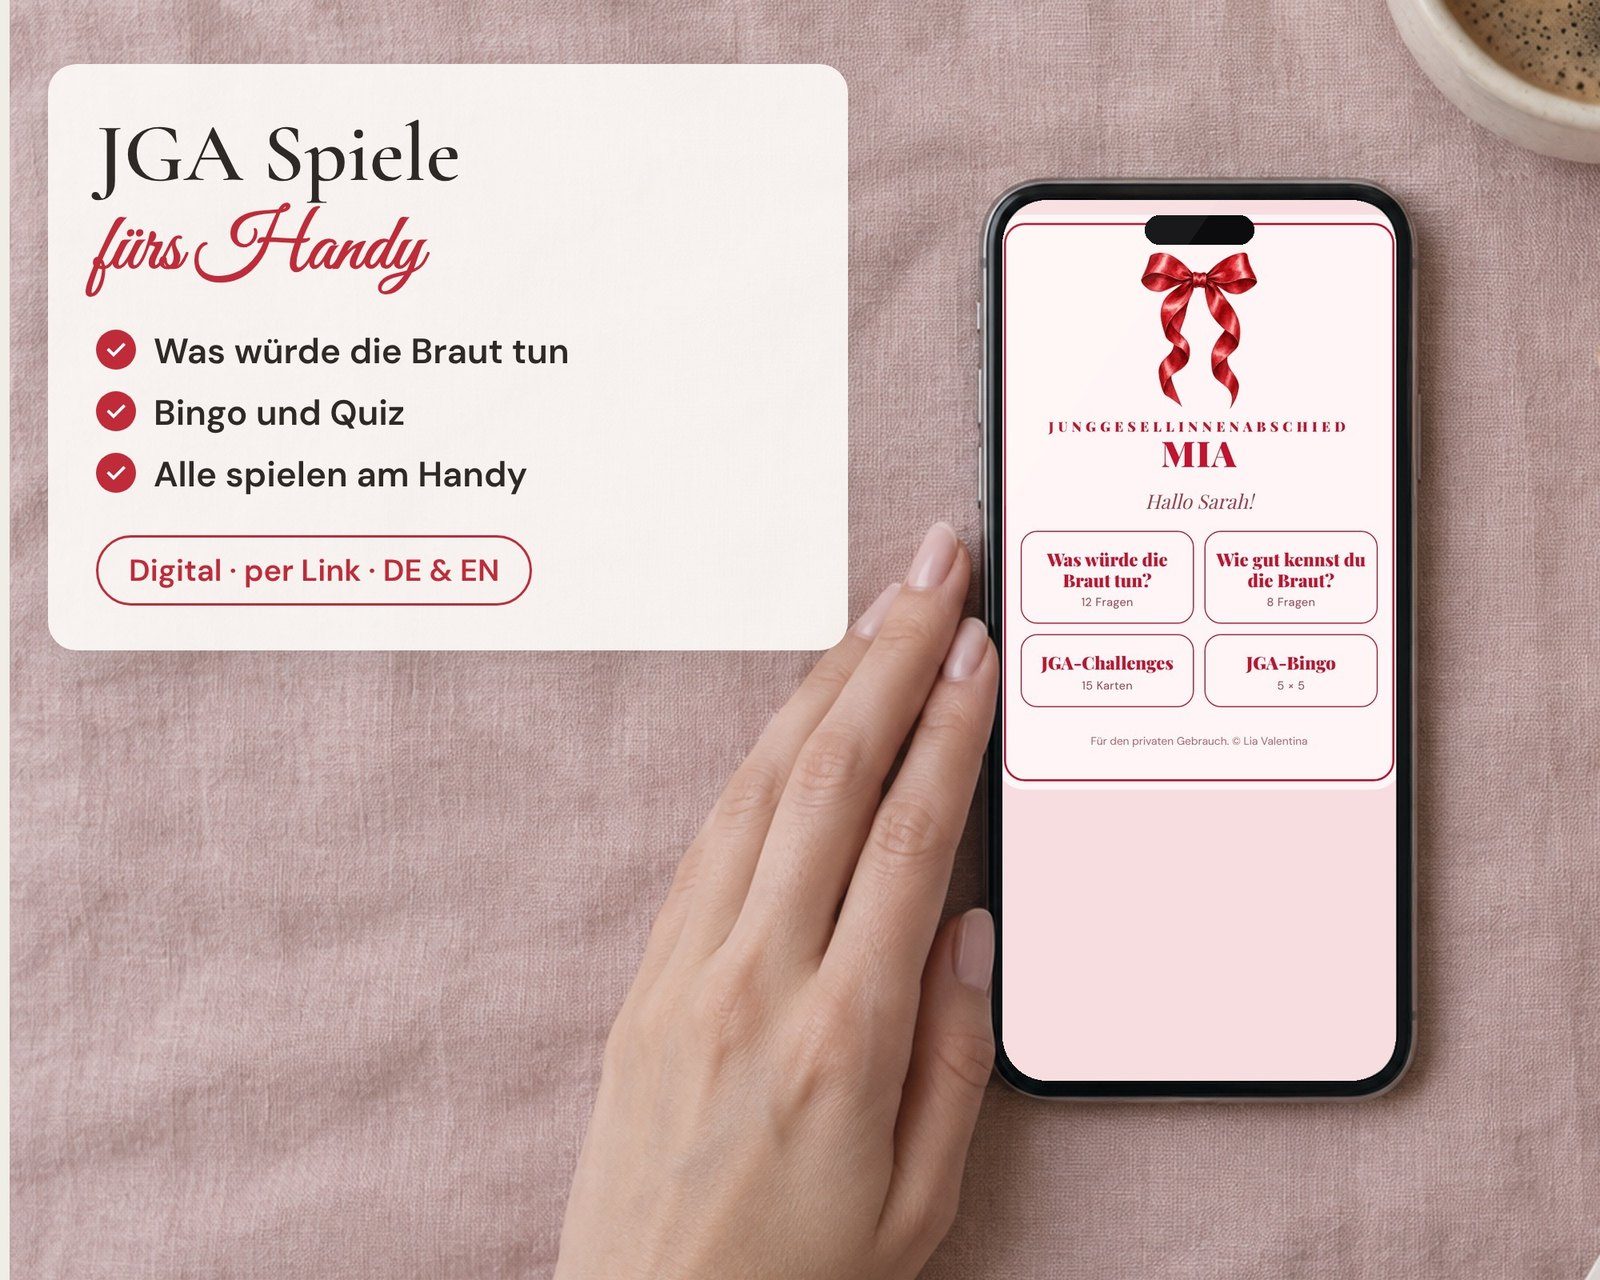 JGA Spiele
fürs Handy
Was würde die Braut tun
Bingo und Quiz
Alle spielen am Handy
Digital · per Link · DE & EN
JUNGGESELLINNENABSCHIED
MIA
Hallo Sarah!
Was würde die
Braut tun?
12 Fragen
Wie gut kennst du
die Braut?
8 Fragen
JGA-Challenges
15 Karten
JGA-Bingo
5 × 5
Für den privaten Gebrauch. © Lia Valentina